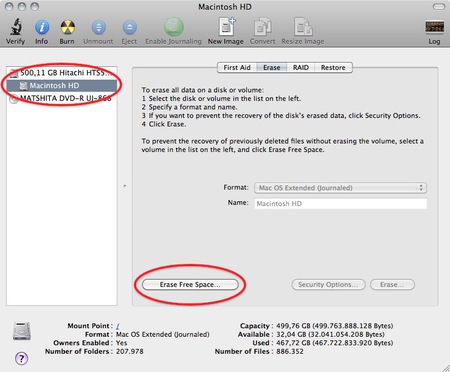 Macintosh HD
Verify Info Burn Unmount Eject Enable Journaling New Image Convert Resize Image Log
500,11 GB Hitachi HTS5...
Macintosh HD
MATSHITA DVD-R UJ-868
First Aid Erase RAID Restore
To erase all data on a disk or volume:
1 Select the disk or volume in the list on the left.
2 Specify a format and name.
3 If you want to prevent the recovery of the disk's erased data, click Security Options.
4 Click Erase.
To prevent the recovery of previously deleted files without erasing the volume, select a
volume in the list on the left, and click Erase Free Space.
Format: Mac OS Extended (Journaled)
Name: Macintosh HD
Erase Free Space... Security Options... Erase...
Mount Point : / Capacity : 499,76 GB (499.763.888.128 Bytes)
Format : Mac OS Extended (Journaled) Available : 32,04 GB (32.041.054.208 Bytes)
Owners Enabled : Yes Used : 467,72 GB (467.722.833.920 Bytes)
Number of Folders : 207.978 Number of Files : 886.352
?